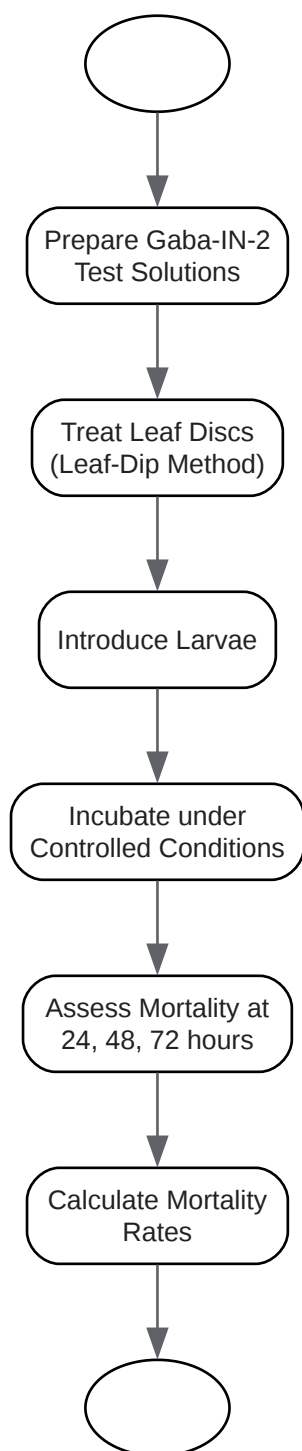 Prepare Gaba-IN-2
Test Solutions
Treat Leaf Discs
(Leaf-Dip Method)
Introduce Larvae
Incubate under
Controlled Conditions
Assess Mortality at
24, 48, 72 hours
Calculate Mortality
Rates